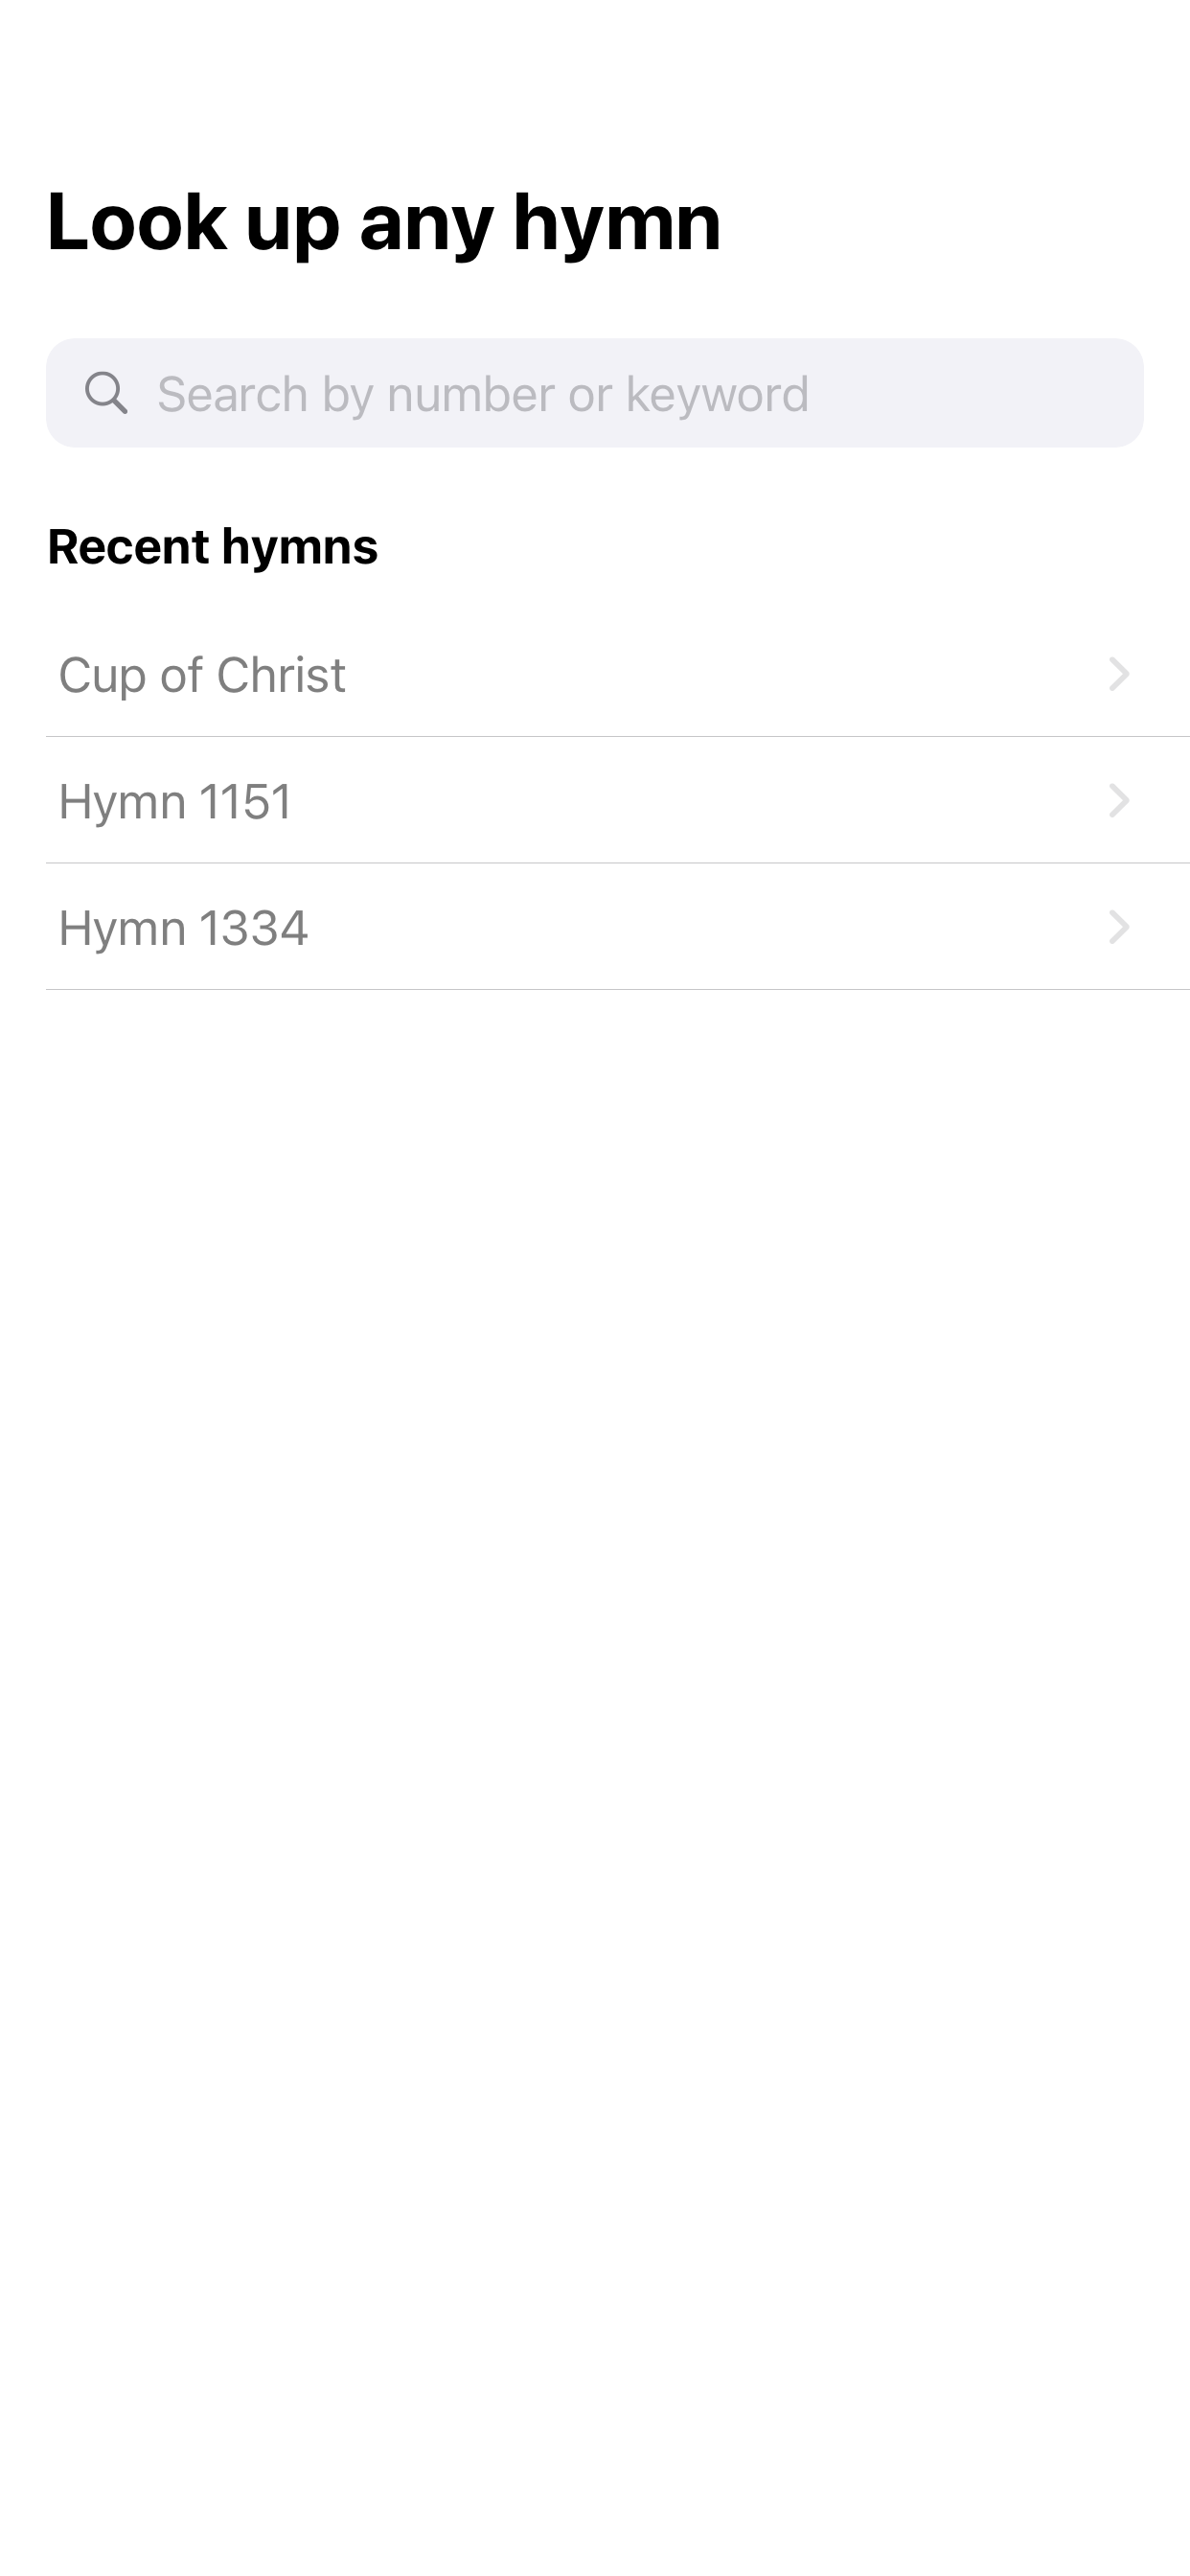 Look up any hymn
Search by number or keyword
Recent hymns
Cup of Christ
Hymn 1151
Hymn 1334